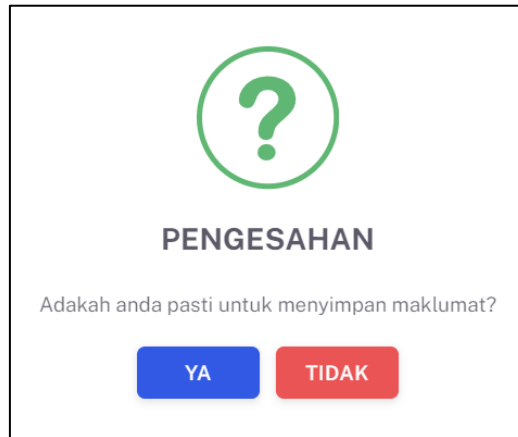 ?
PENGESAHAN
Adakah anda pasti untuk menyimpan maklumat?
YA
TIDAK